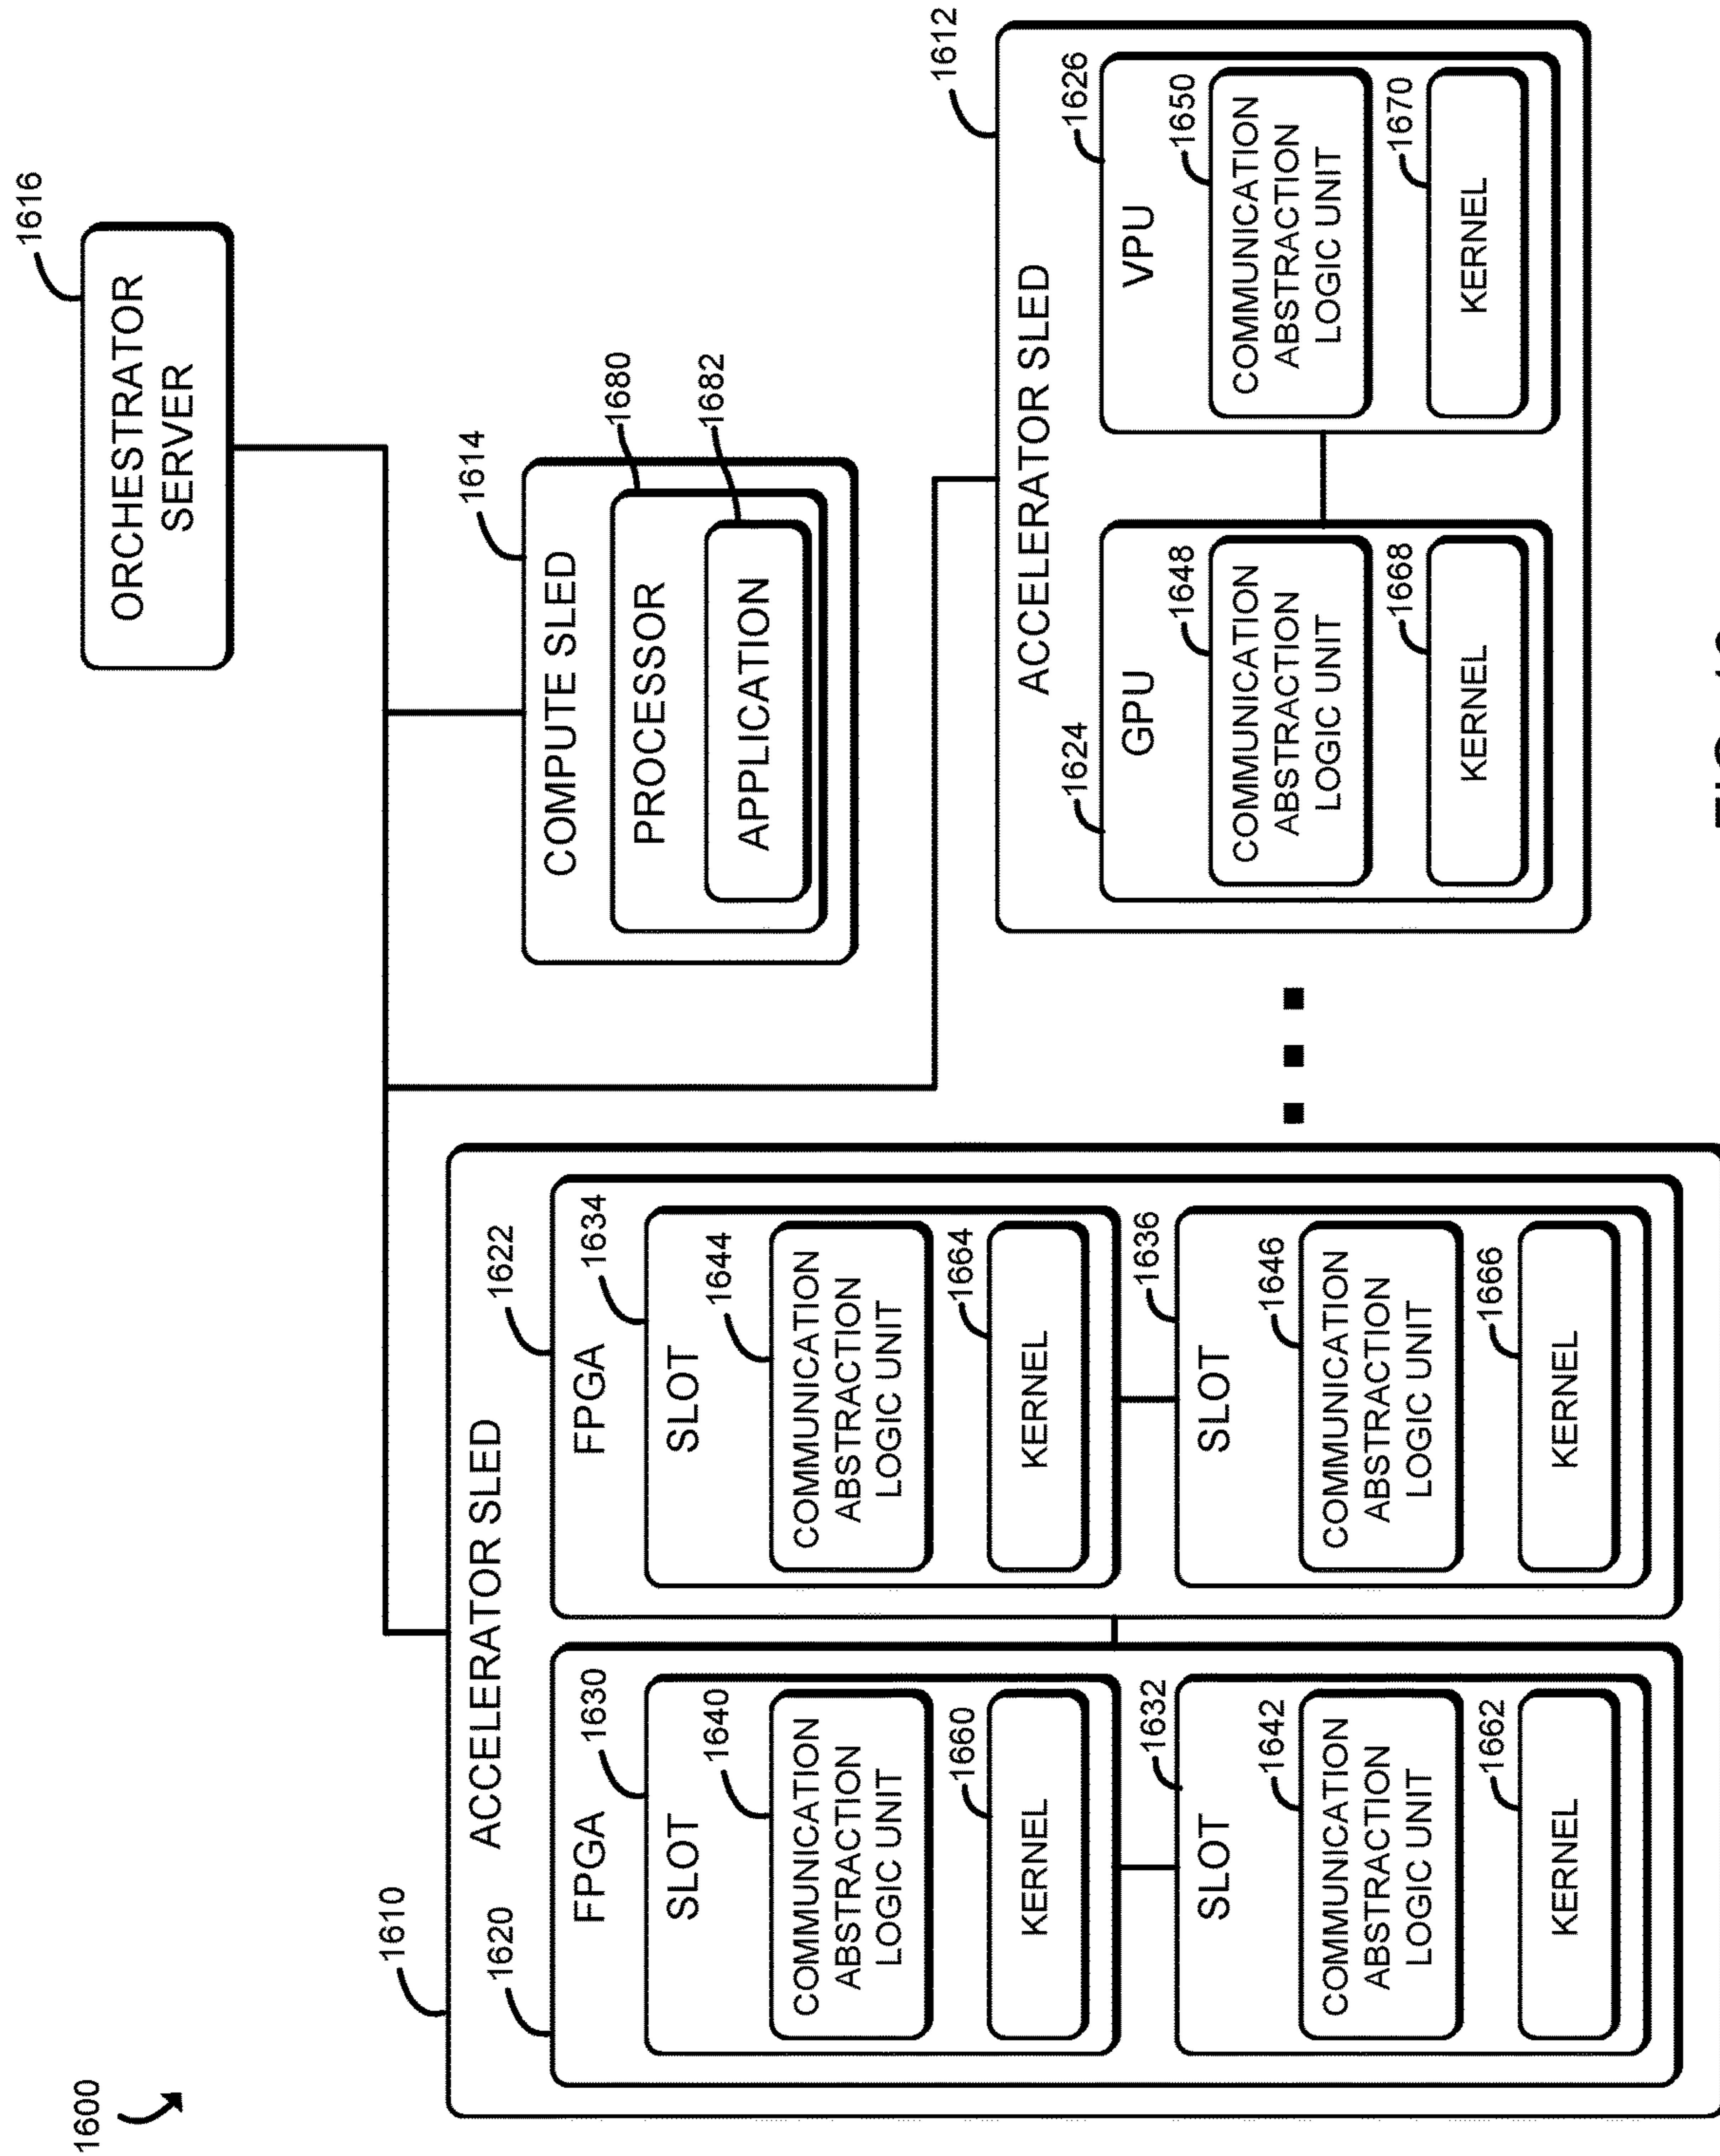 1600
1616
ORCHESTRATOR
SERVER
1614
COMPUTE SLED
1680
PROCESSOR
1682
APPLICATION
1610
ACCELERATOR SLED
1620
FPGA
1630
SLOT
1640
COMMUNICATION
ABSTRACTION
LOGIC UNIT
1660
KERNEL
1632
SLOT
1642
COMMUNICATION
ABSTRACTION
LOGIC UNIT
1662
KERNEL
1622
FPGA
1634
SLOT
1644
COMMUNICATION
ABSTRACTION
LOGIC UNIT
1664
KERNEL
1636
SLOT
1646
COMMUNICATION
ABSTRACTION
LOGIC UNIT
1666
KERNEL
1612
ACCELERATOR SLED
1624
GPU
1648
COMMUNICATION
ABSTRACTION
LOGIC UNIT
1668
KERNEL
1626
VPU
1650
COMMUNICATION
ABSTRACTION
LOGIC UNIT
1670
KERNEL